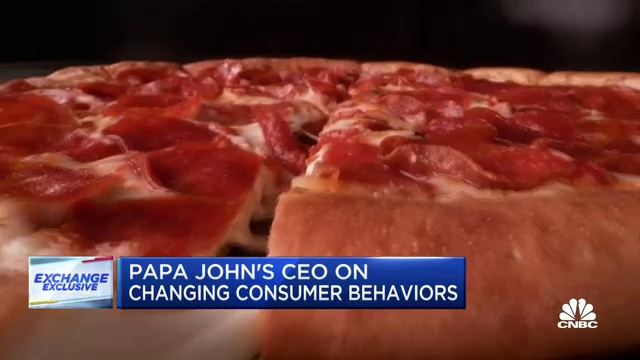 EXCHANGE
EXCLUSIVE
PAPA JOHN'S CEO ON
CHANGING CONSUMER BEHAVIORS
CNBC